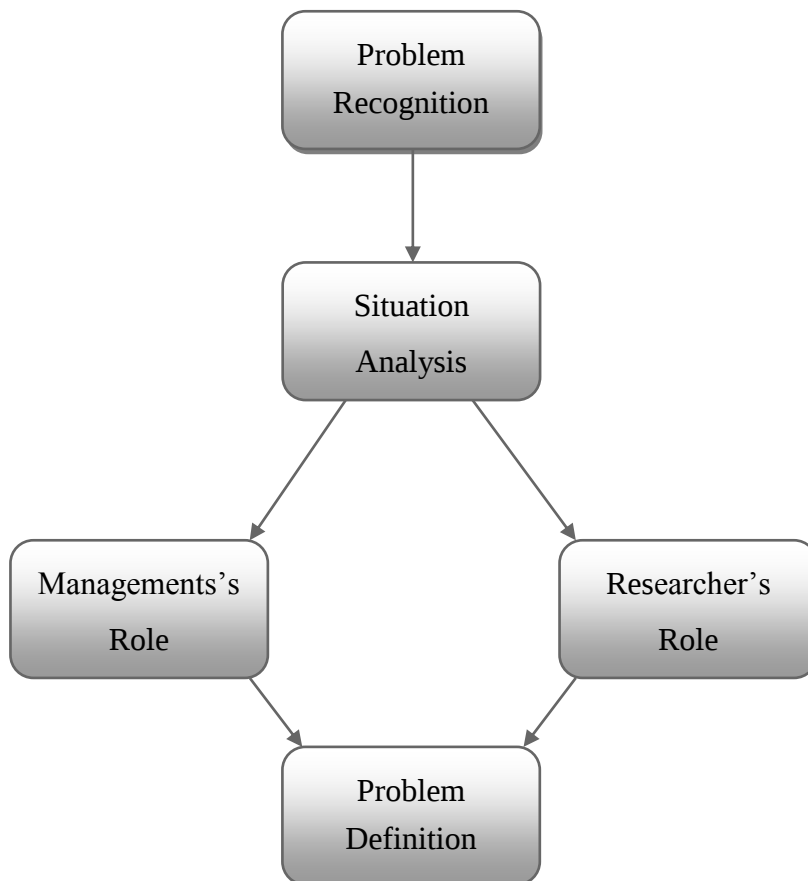 Problem
Recognition
Situation
Analysis
Managements’s
Role
Researcher’s
Role
Problem
Definition